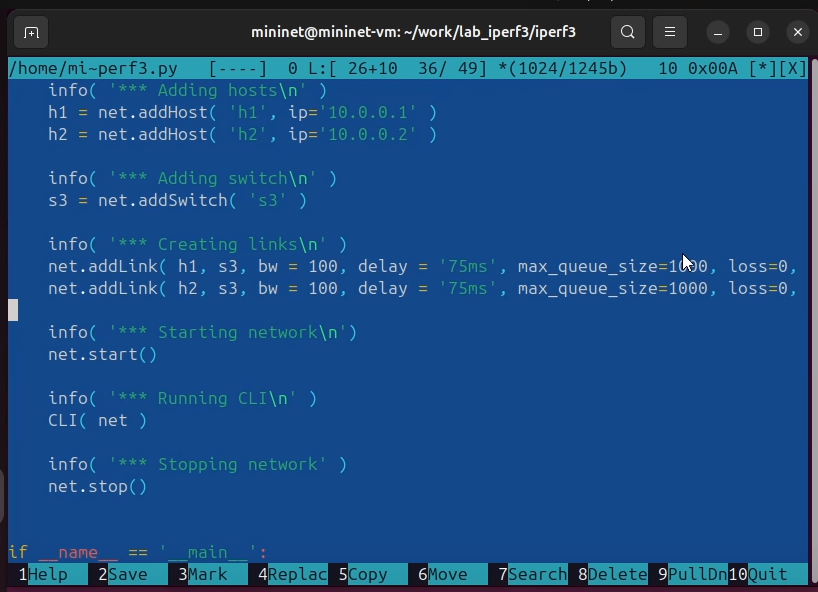 mininet@mininet-vm: ~/work/lab_iperf3/iperf3
/home/mi~perf3.py   [----]  0 L:[ 26+10  36/ 49] *(1024/1245b)   10 0x00A [*][X]
    info( '*** Adding hosts\n' )
    h1 = net.addHost( 'h1', ip='10.0.0.1' )
    h2 = net.addHost( 'h2', ip='10.0.0.2' )
    info( '*** Adding switch\n' )
    s3 = net.addSwitch( 's3' )
    info( '*** Creating links\n' )
    net.addLink( h1, s3, bw = 100, delay = '75ms', max_queue_size=1000, loss=0,
    net.addLink( h2, s3, bw = 100, delay = '75ms', max_queue_size=1000, loss=0,
    info( '*** Starting network\n')
    net.start()
    info( '*** Running CLI\n' )
    CLI( net )
    info( '*** Stopping network' )
    net.stop()
if __name__ == '__main__':
1Help 2Save 3Mark 4Replac 5Copy 6Move 7Search 8Delete 9PullDn 10Quit